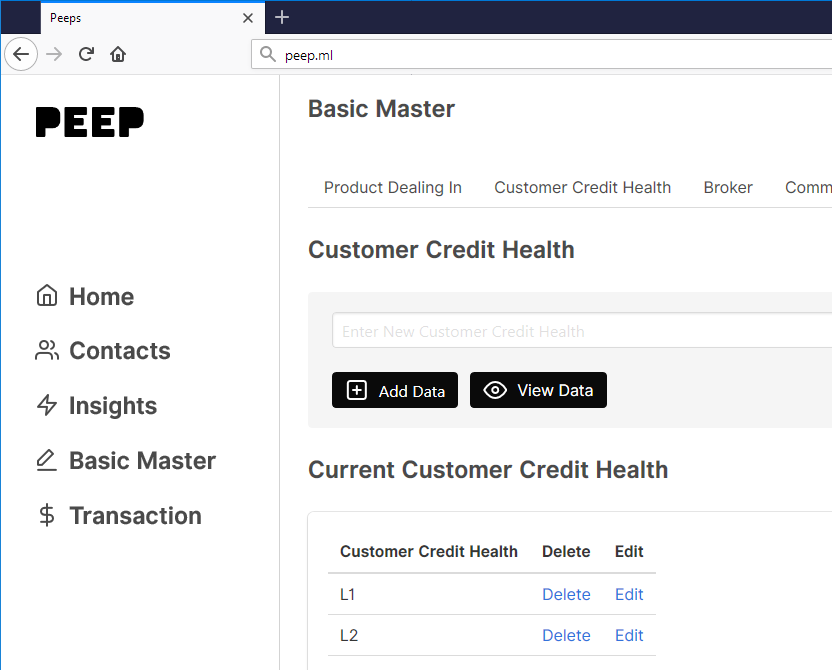 Peeps
peep.ml
PEEP
Home
Contacts
Insights
Basic Master
Transaction
Basic Master
Product Dealing In Customer Credit Health Broker Comm
Customer Credit Health
Enter New Customer Credit Health
Add Data View Data
Current Customer Credit Health
Customer Credit Health Delete Edit
L1 Delete Edit
L2 Delete Edit